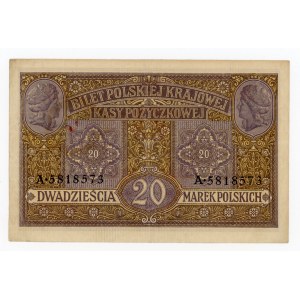 BILET POLSKIEJ KRAJOWEJ
KASY POŻYCZKOWEJ
20 20
A.5818573 A.5818573
DWADZIEŚCIA 20 MAREK POLSKICH